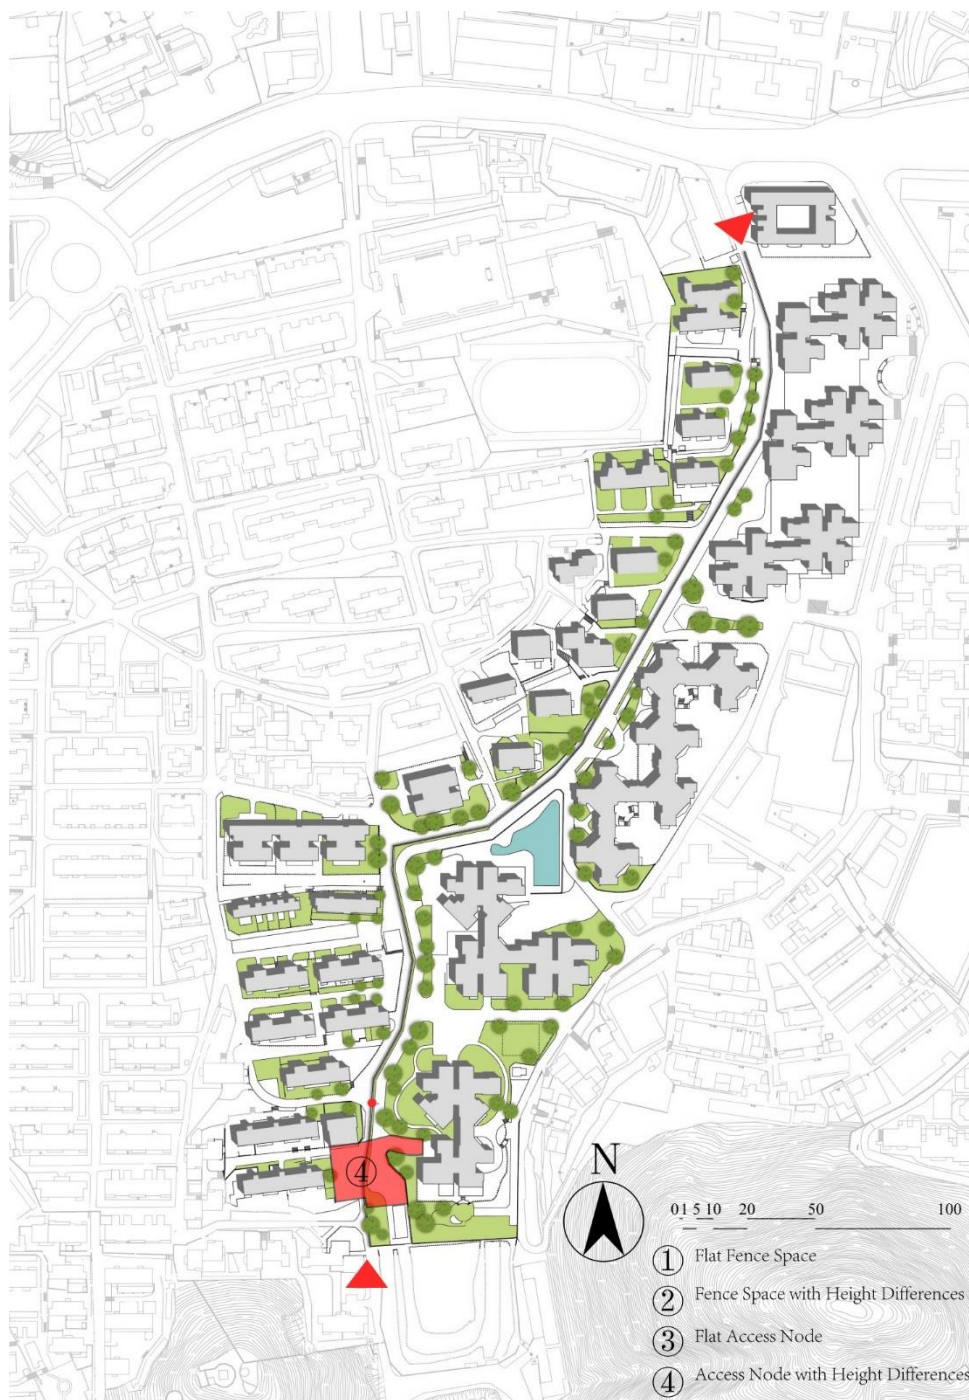 ④
N
0 1 5 10 20 50 100
① Flat Fence Space
② Fence Space with Height Differences
③ Flat Access Node
④ Access Node with Height Differences